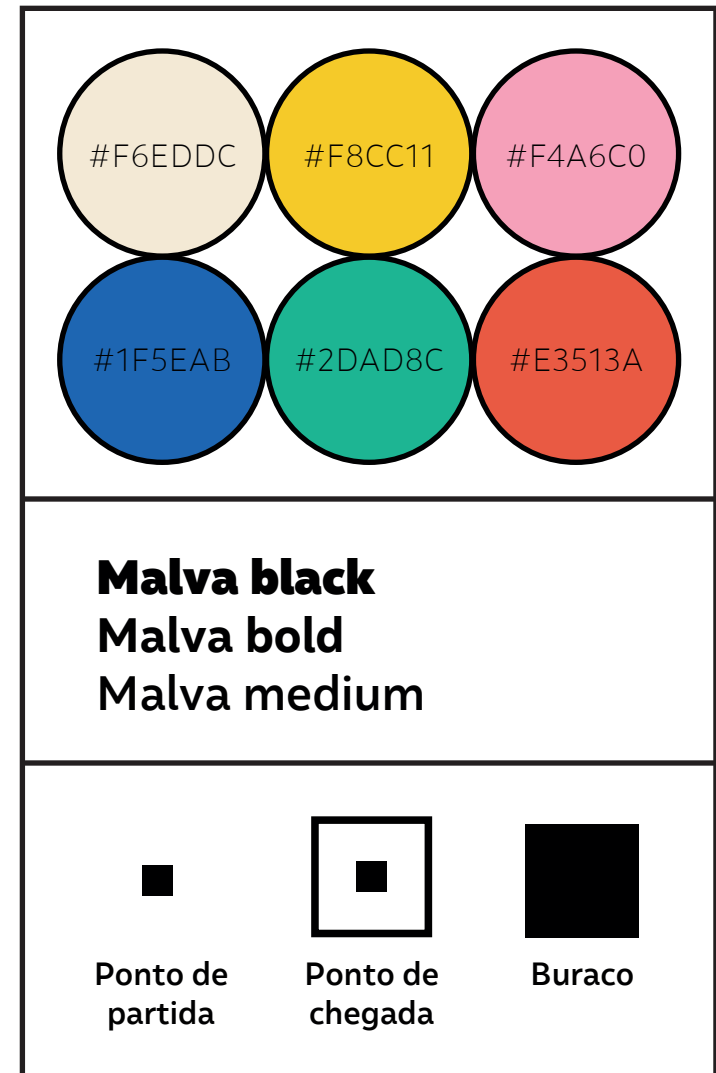 #F6EDDC #F8CC11 #F4A6C0
#1F5EAB #2DAD8C #E3513A
Malva black
Malva bold
Malva medium
Ponto de
partida
Ponto de
chegada
Buraco